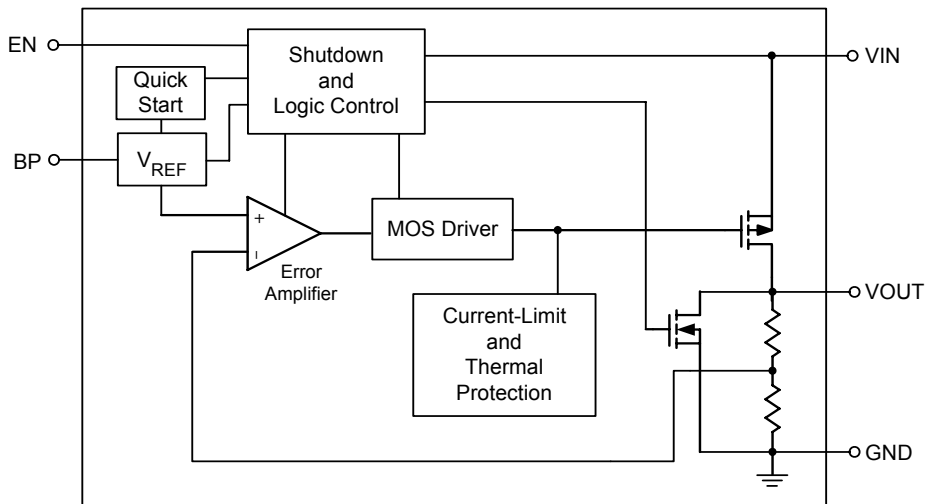 EN
VIN
Shutdown
and
Logic Control
Quick
Start
BP
VREF
+
-
MOS Driver
Error
Amplifier
Current-Limit
and
Thermal
Protection
VOUT
GND